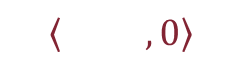 ⟨ , 0⟩